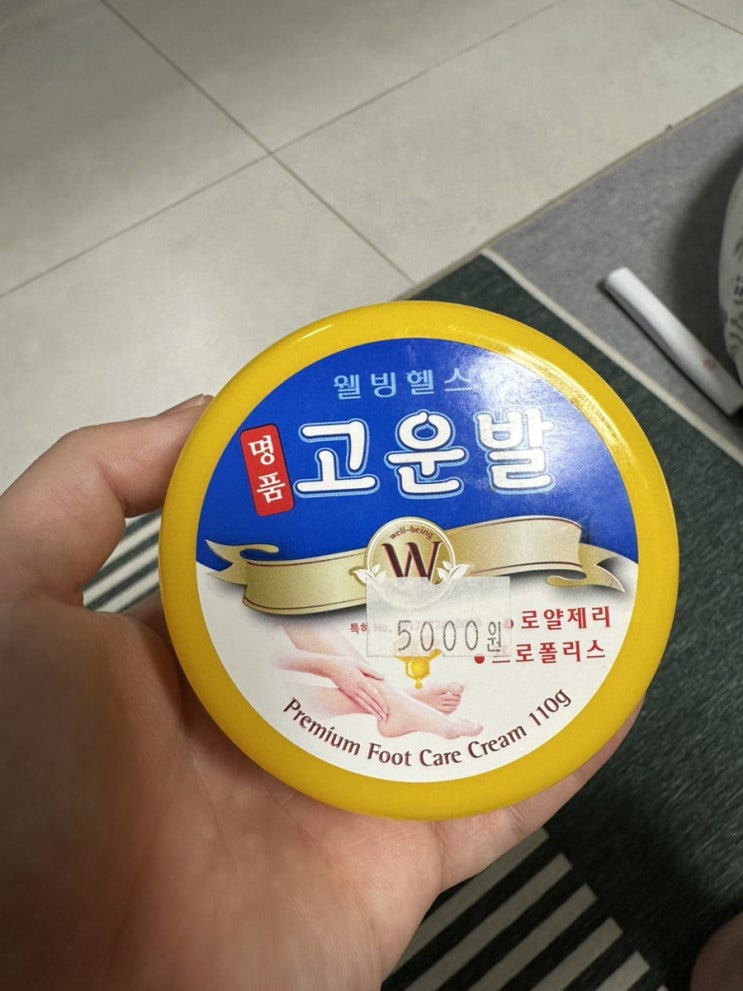 웰빙헬스
명품
고운발
well-being
W
특허 No.
5000원
로얄제리
프로폴리스
Premium Foot Care Cream 110g